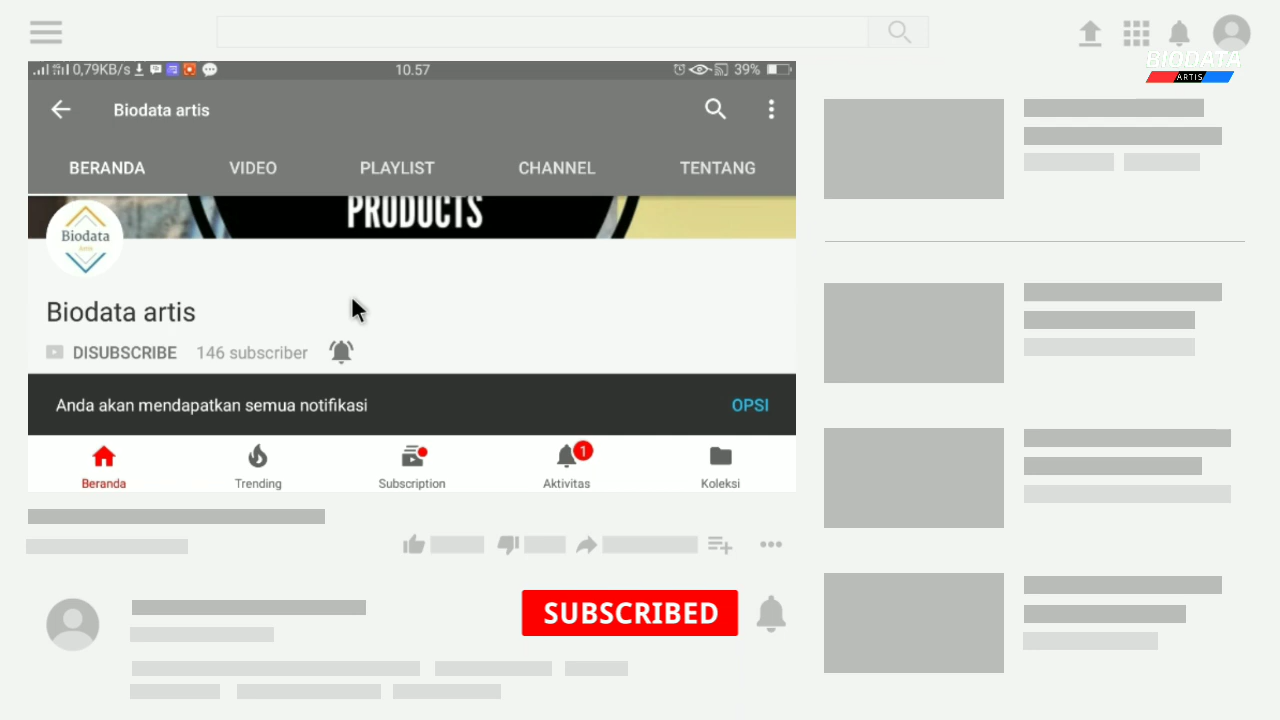 BIODATA
ARTIS
0,79KB/s
10.57
39%
Biodata artis
BERANDA
VIDEO
PLAYLIST
CHANNEL
TENTANG
PRODUCTS
Biodata
Artis
Biodata artis
DISUBSCRIBE 146 subscriber
Anda akan mendapatkan semua notifikasi
OPSI
1
Beranda
Trending
Subscription
Aktivitas
Koleksi
SUBSCRIBED